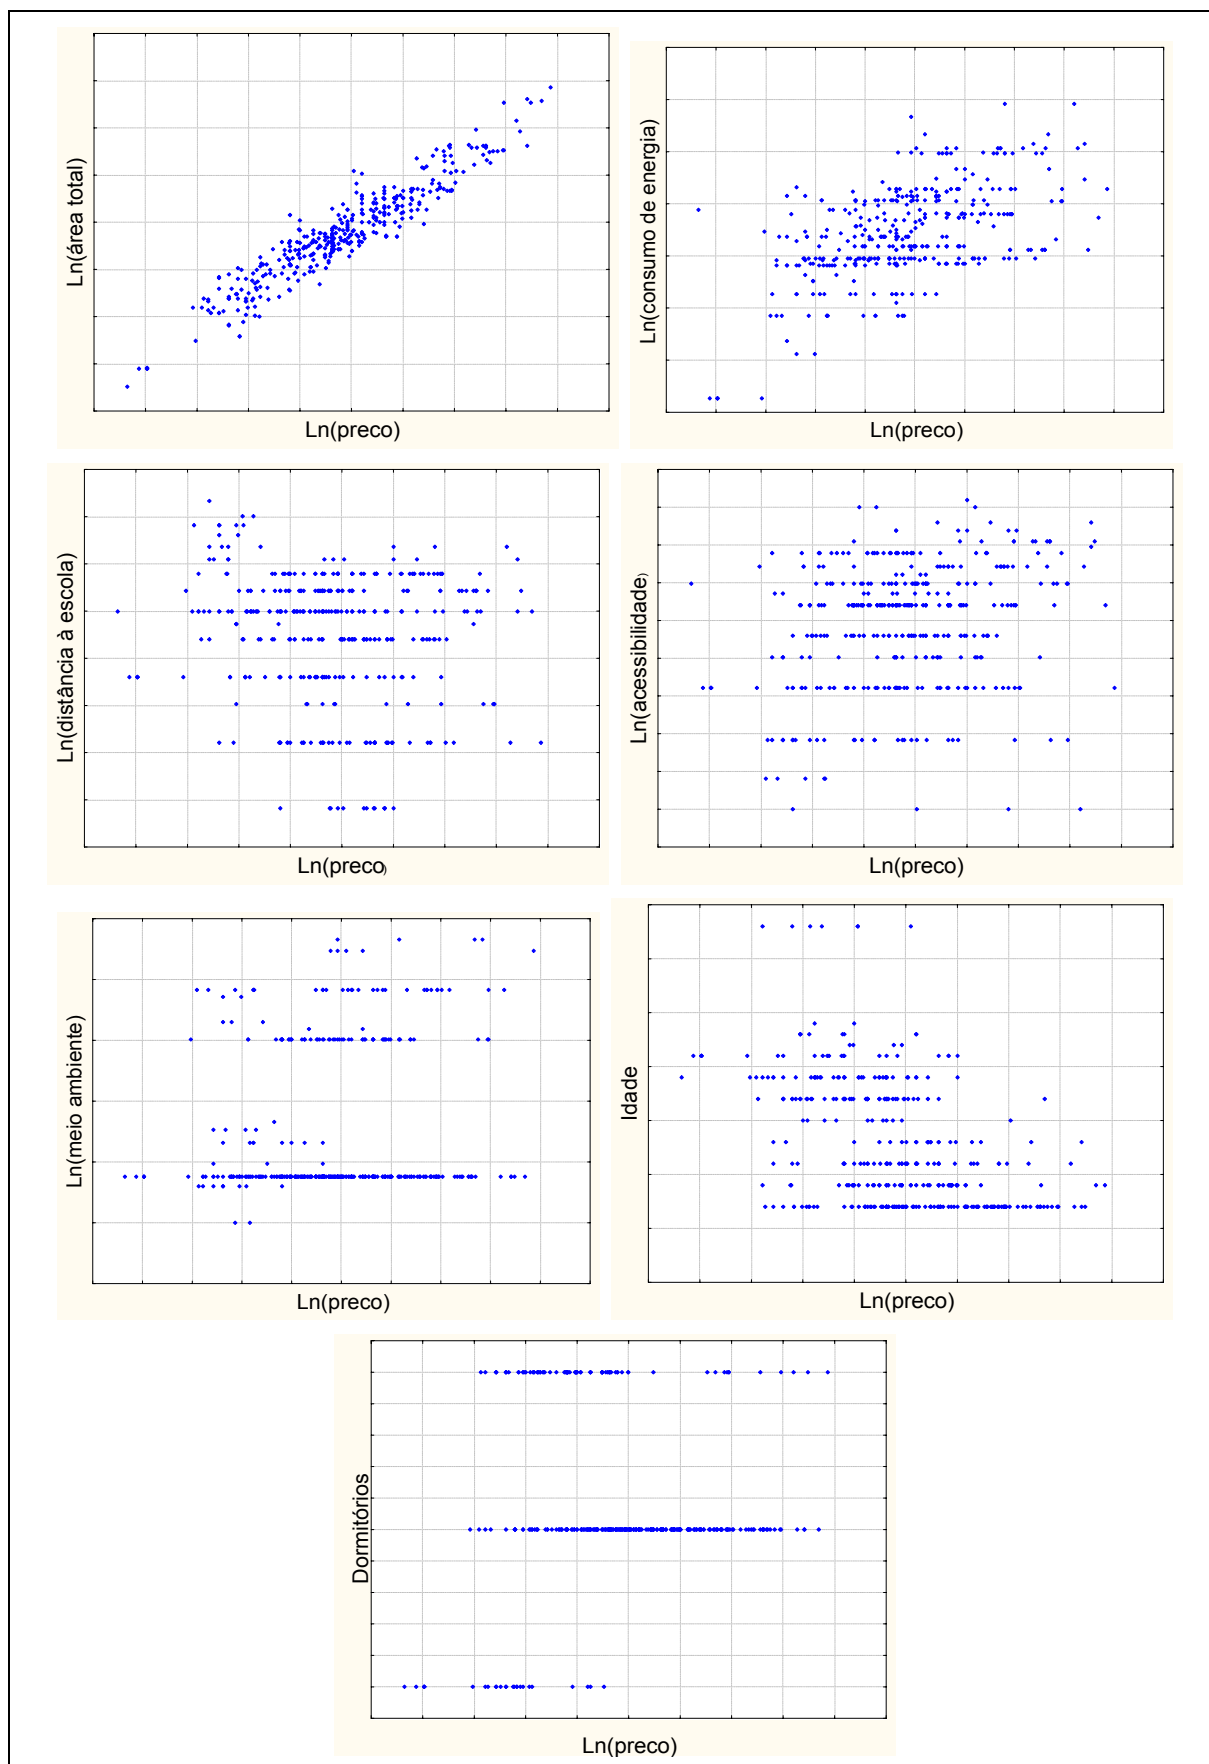 Ln(área total)
Ln(preco)
Ln(consumo de energia)
Ln(preco)
Ln(distância à escola)
Ln(preco)
Ln(acessibilidade)
Ln(preco)
Ln(meio ambiente)
Ln(preco)
Idade
Ln(preco)
Dormitórios
Ln(preco)